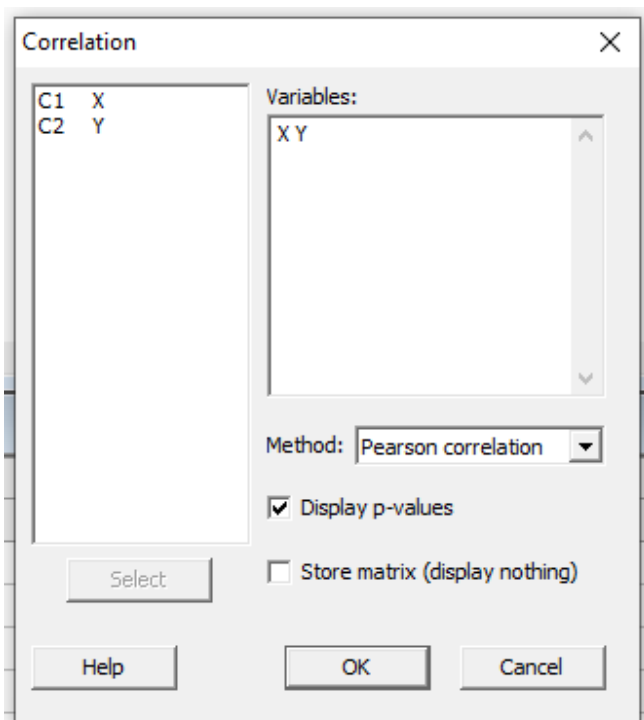 Correlation
C1 X
C2 Y
Variables:
X Y
Method: Pearson correlation
Display p-values
Store matrix (display nothing)
Select
Help
OK
Cancel